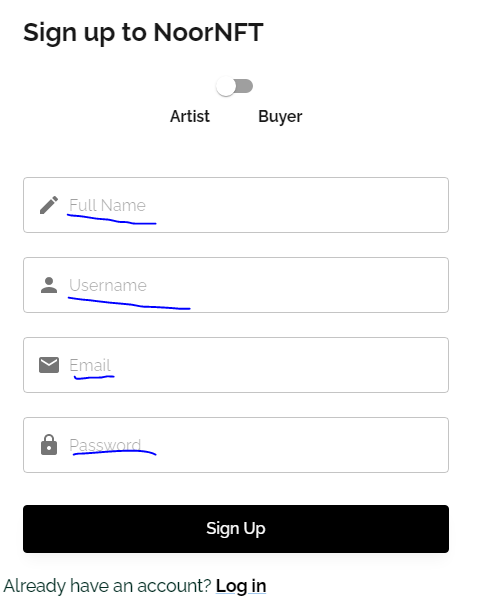 Sign up to NoorNFT
Artist Buyer
Full Name
Username
Email
Password
Sign Up
Already have an account? Log in